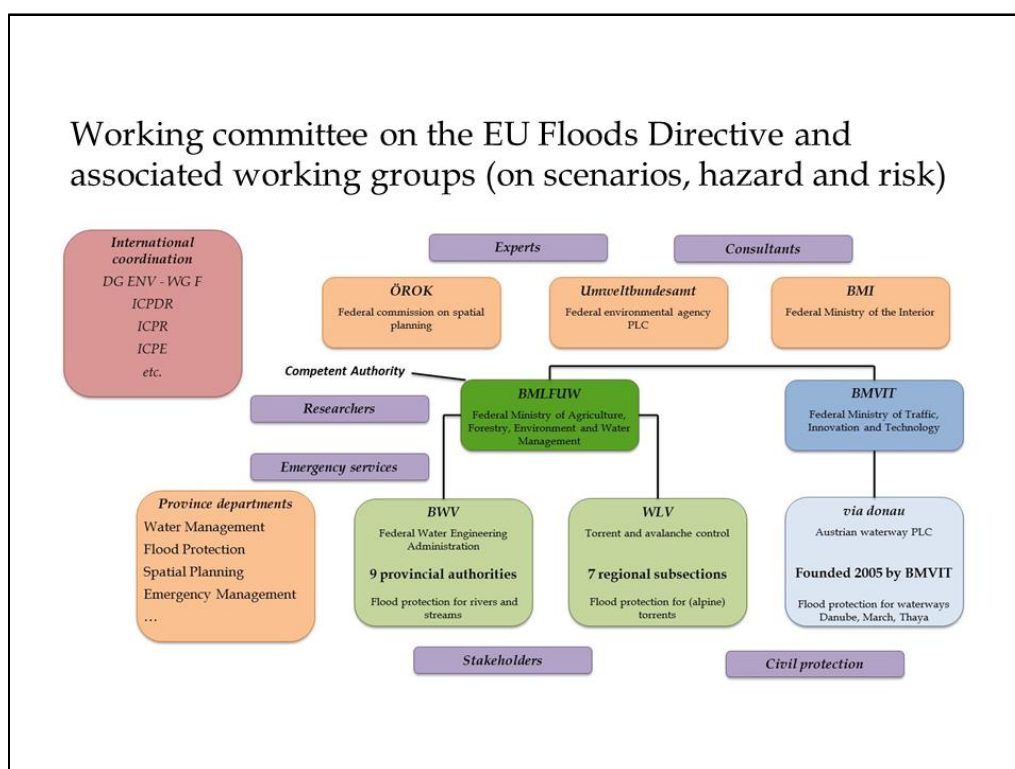 Working committee on the EU Floods Directive and
associated working groups (on scenarios, hazard and risk)
International
coordination
DG ENV - WG F
ICPDR
ICPR
ICPE
etc.
Experts
Consultants
ÖROK
Federal commission on spatial
planning
Umweltbundesamt
Federal environmental agency
PLC
BMI
Federal Ministry of the Interior
Competent Authority
BMLFUW
Federal Ministry of Agriculture,
Forestry, Environment and Water
Management
BMVIT
Federal Ministry of Traffic,
Innovation and Technology
Researchers
Emergency services
Province departments
Water Management
Flood Protection
Spatial Planning
Emergency Management
...
BWV
Federal Water Engineering
Administration
9 provincial authorities
Flood protection for rivers and
streams
WLV
Torrent and avalanche control
7 regional subsections
Flood protection for (alpine)
torrents
via donau
Austrian waterway PLC
Founded 2005 by BMVIT
Flood protection for waterways
Danube, March, Thaya
Stakeholders
Civil protection